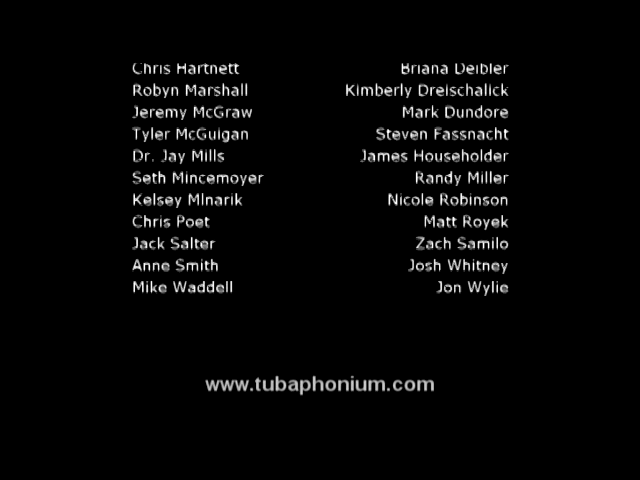 Chris Hartnett Briana Deibler
Robyn Marshall Kimberly Dreischalick
Jeremy McGraw Mark Dundore
Tyler McGuigan Steven Fassnacht
Dr. Jay Mills James Householder
Seth Mincemoyer Randy Miller
Kelsey Mlnarik Nicole Robinson
Chris Poet Matt Royek
Jack Salter Zach Samilo
Anne Smith Josh Whitney
Mike Waddell Jon Wylie
www.tubaphonium.com